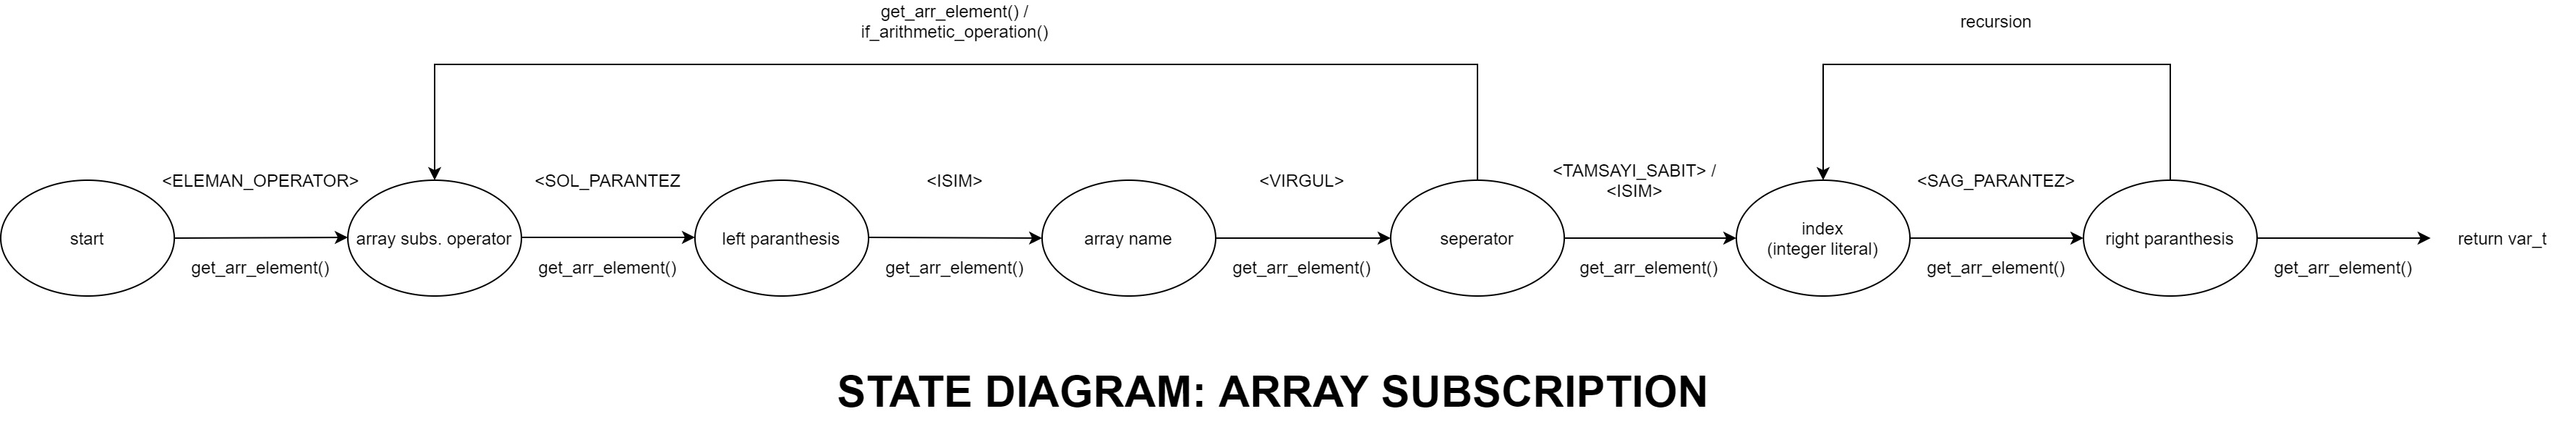 get_arr_element() /
if_arithmetic_operation()
recursion
<ELEMAN_OPERATOR>
<SOL_PARANTEZ
<ISIM>
<VIRGUL>
<TAMSAYI_SABIT> /
<ISIM>
<SAG_PARANTEZ>
start
array subs. operator
left paranthesis
array name
seperator
index
(integer literal)
right paranthesis
return var_t
get_arr_element()
get_arr_element()
get_arr_element()
get_arr_element()
get_arr_element()
get_arr_element()
get_arr_element()
STATE DIAGRAM: ARRAY SUBSCRIPTION